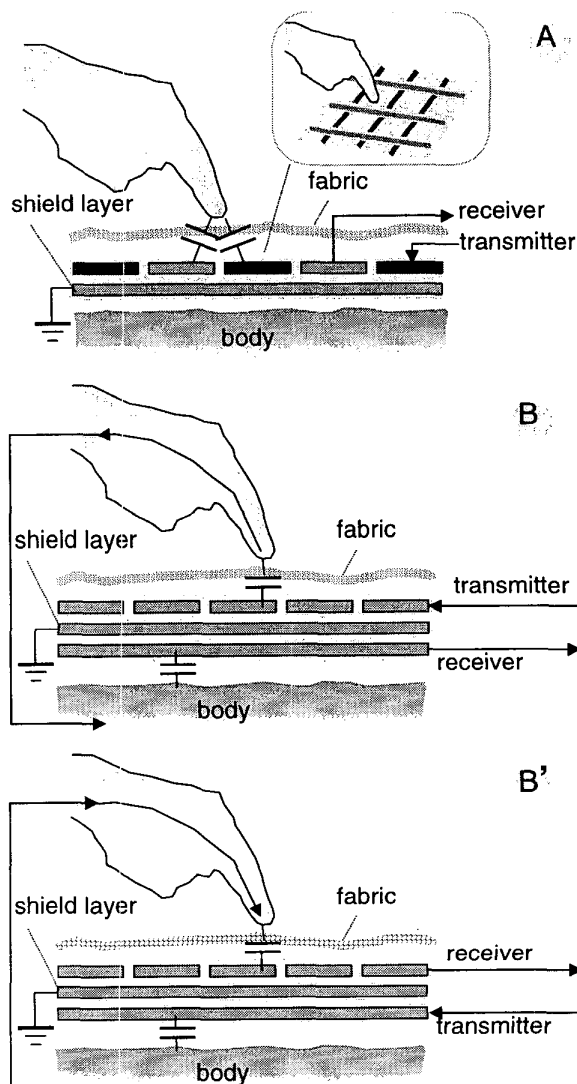 A
fabric
shield layer
receiver
transmitter
body
B
shield layer
fabric
transmitter
receiver
body
B'
shield layer
fabric
receiver
transmitter
body